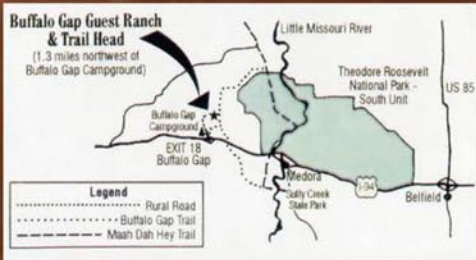 Buffalo Gap Guest Ranch
& Trail Head
(1.3 miles northwest of
Buffalo Gap Campground)
Little Missouri River
Theodore Roosevelt
National Park -
South Unit
US 85
Buffalo Gap
Campground
EXIT 18
Buffalo Gap
Medora
Sully Creek
State Park
I-94
Belfield
Legend
Rural Road
Buffalo Gap Trail
Maah Dah Hey Trail